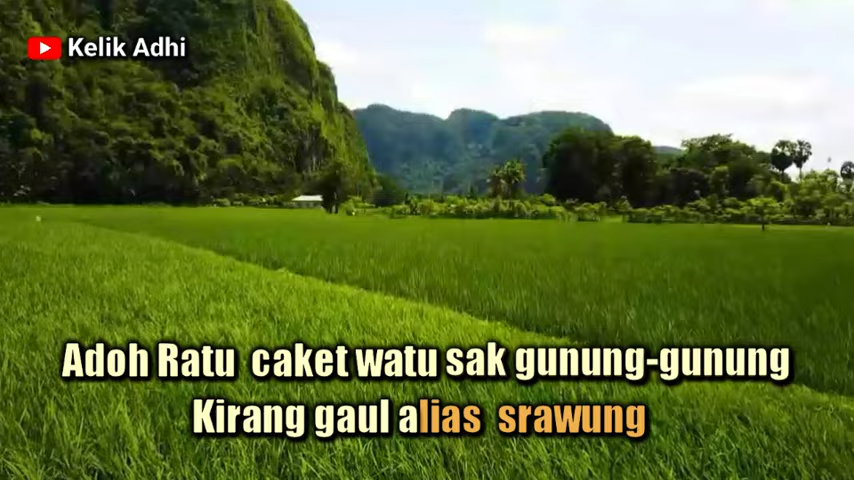 Kelik Adhi
Adoh Ratu caket watu sak gunung-gunung
Kirang gaul alias srawung